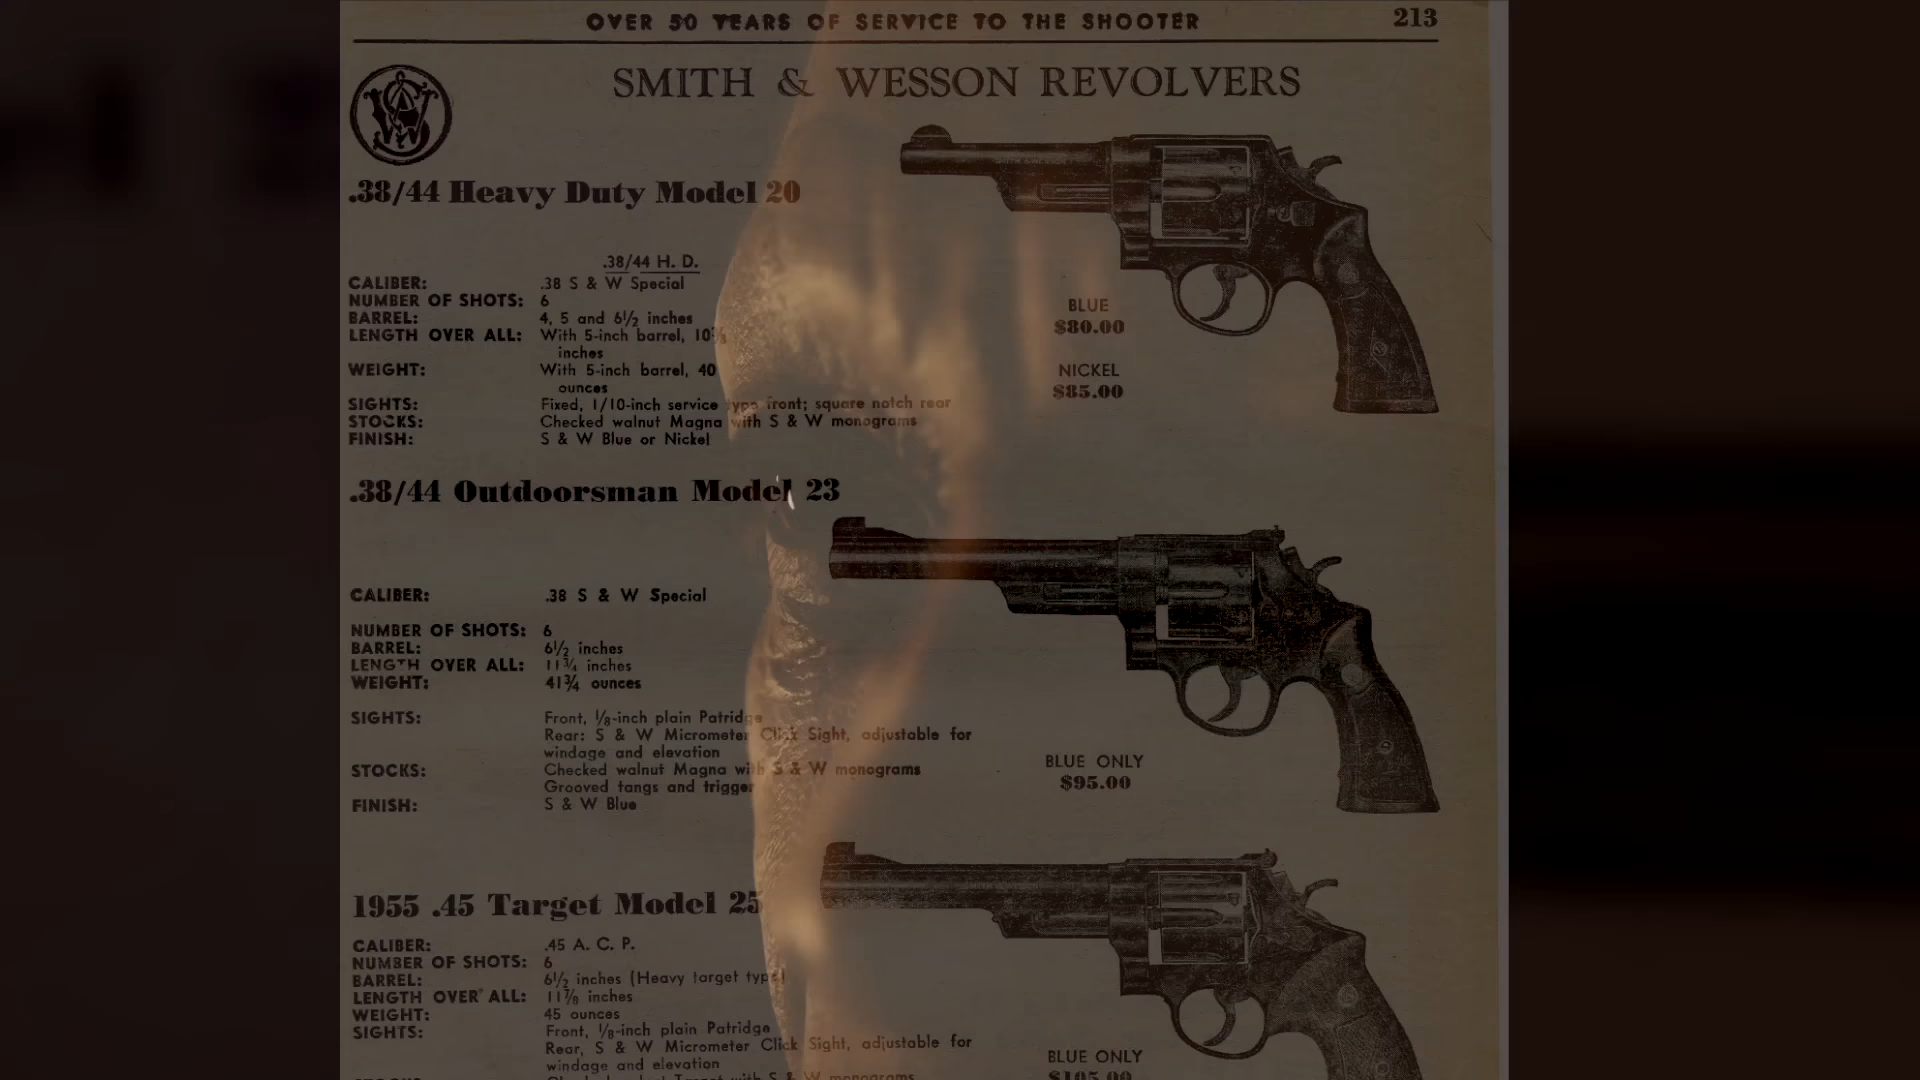 OVER 50 YEARS OF SERVICE TO THE SHOOTER 213
SMITH & WESSON REVOLVERS
.38/44 Heavy Duty Model 20
.38/44 H. D.
CALIBER: .38 S & W Special
NUMBER OF SHOTS: 6
BARREL: 4, 5 and 6½ inches
LENGTH OVER ALL: With 5-inch barrel,
inches
WEIGHT: With 5-inch barrel, 40
ounces
SIGHTS: Fixed, 1/10-inch service type front; square notch rear
STOCKS: Checked walnut Magna with S & W monograms
FINISH: S & W Blue or Nickel
BLUE
$80.00
NICKEL
$85.00
.38/44 Outdoorsman Model 23
CALIBER: .38 S & W Special
NUMBER OF SHOTS: 6
BARREL: 6½ inches
LENGTH OVER ALL: 11¾ inches
WEIGHT: 41¾ ounces
SIGHTS: Front, ⅛-inch plain Patridge
Rear: S & W Micrometer Click Sight, adjustable for
windage and elevation
STOCKS: Checked walnut Magna with S & W monograms
Grooved tangs and trigger
FINISH: S & W Blue
BLUE ONLY
$95.00
1955 .45 Target Model 25
CALIBER: .45 A. C. P.
NUMBER OF SHOTS: 6
BARREL: 6½ inches (Heavy target type)
LENGTH OVER ALL: 11⅞ inches
WEIGHT: 45 ounces
SIGHTS: Front, ⅛-inch plain Patridge
Rear, S & W Micrometer Click Sight, adjustable for
windage and elevation
BLUE ONLY
$105.00